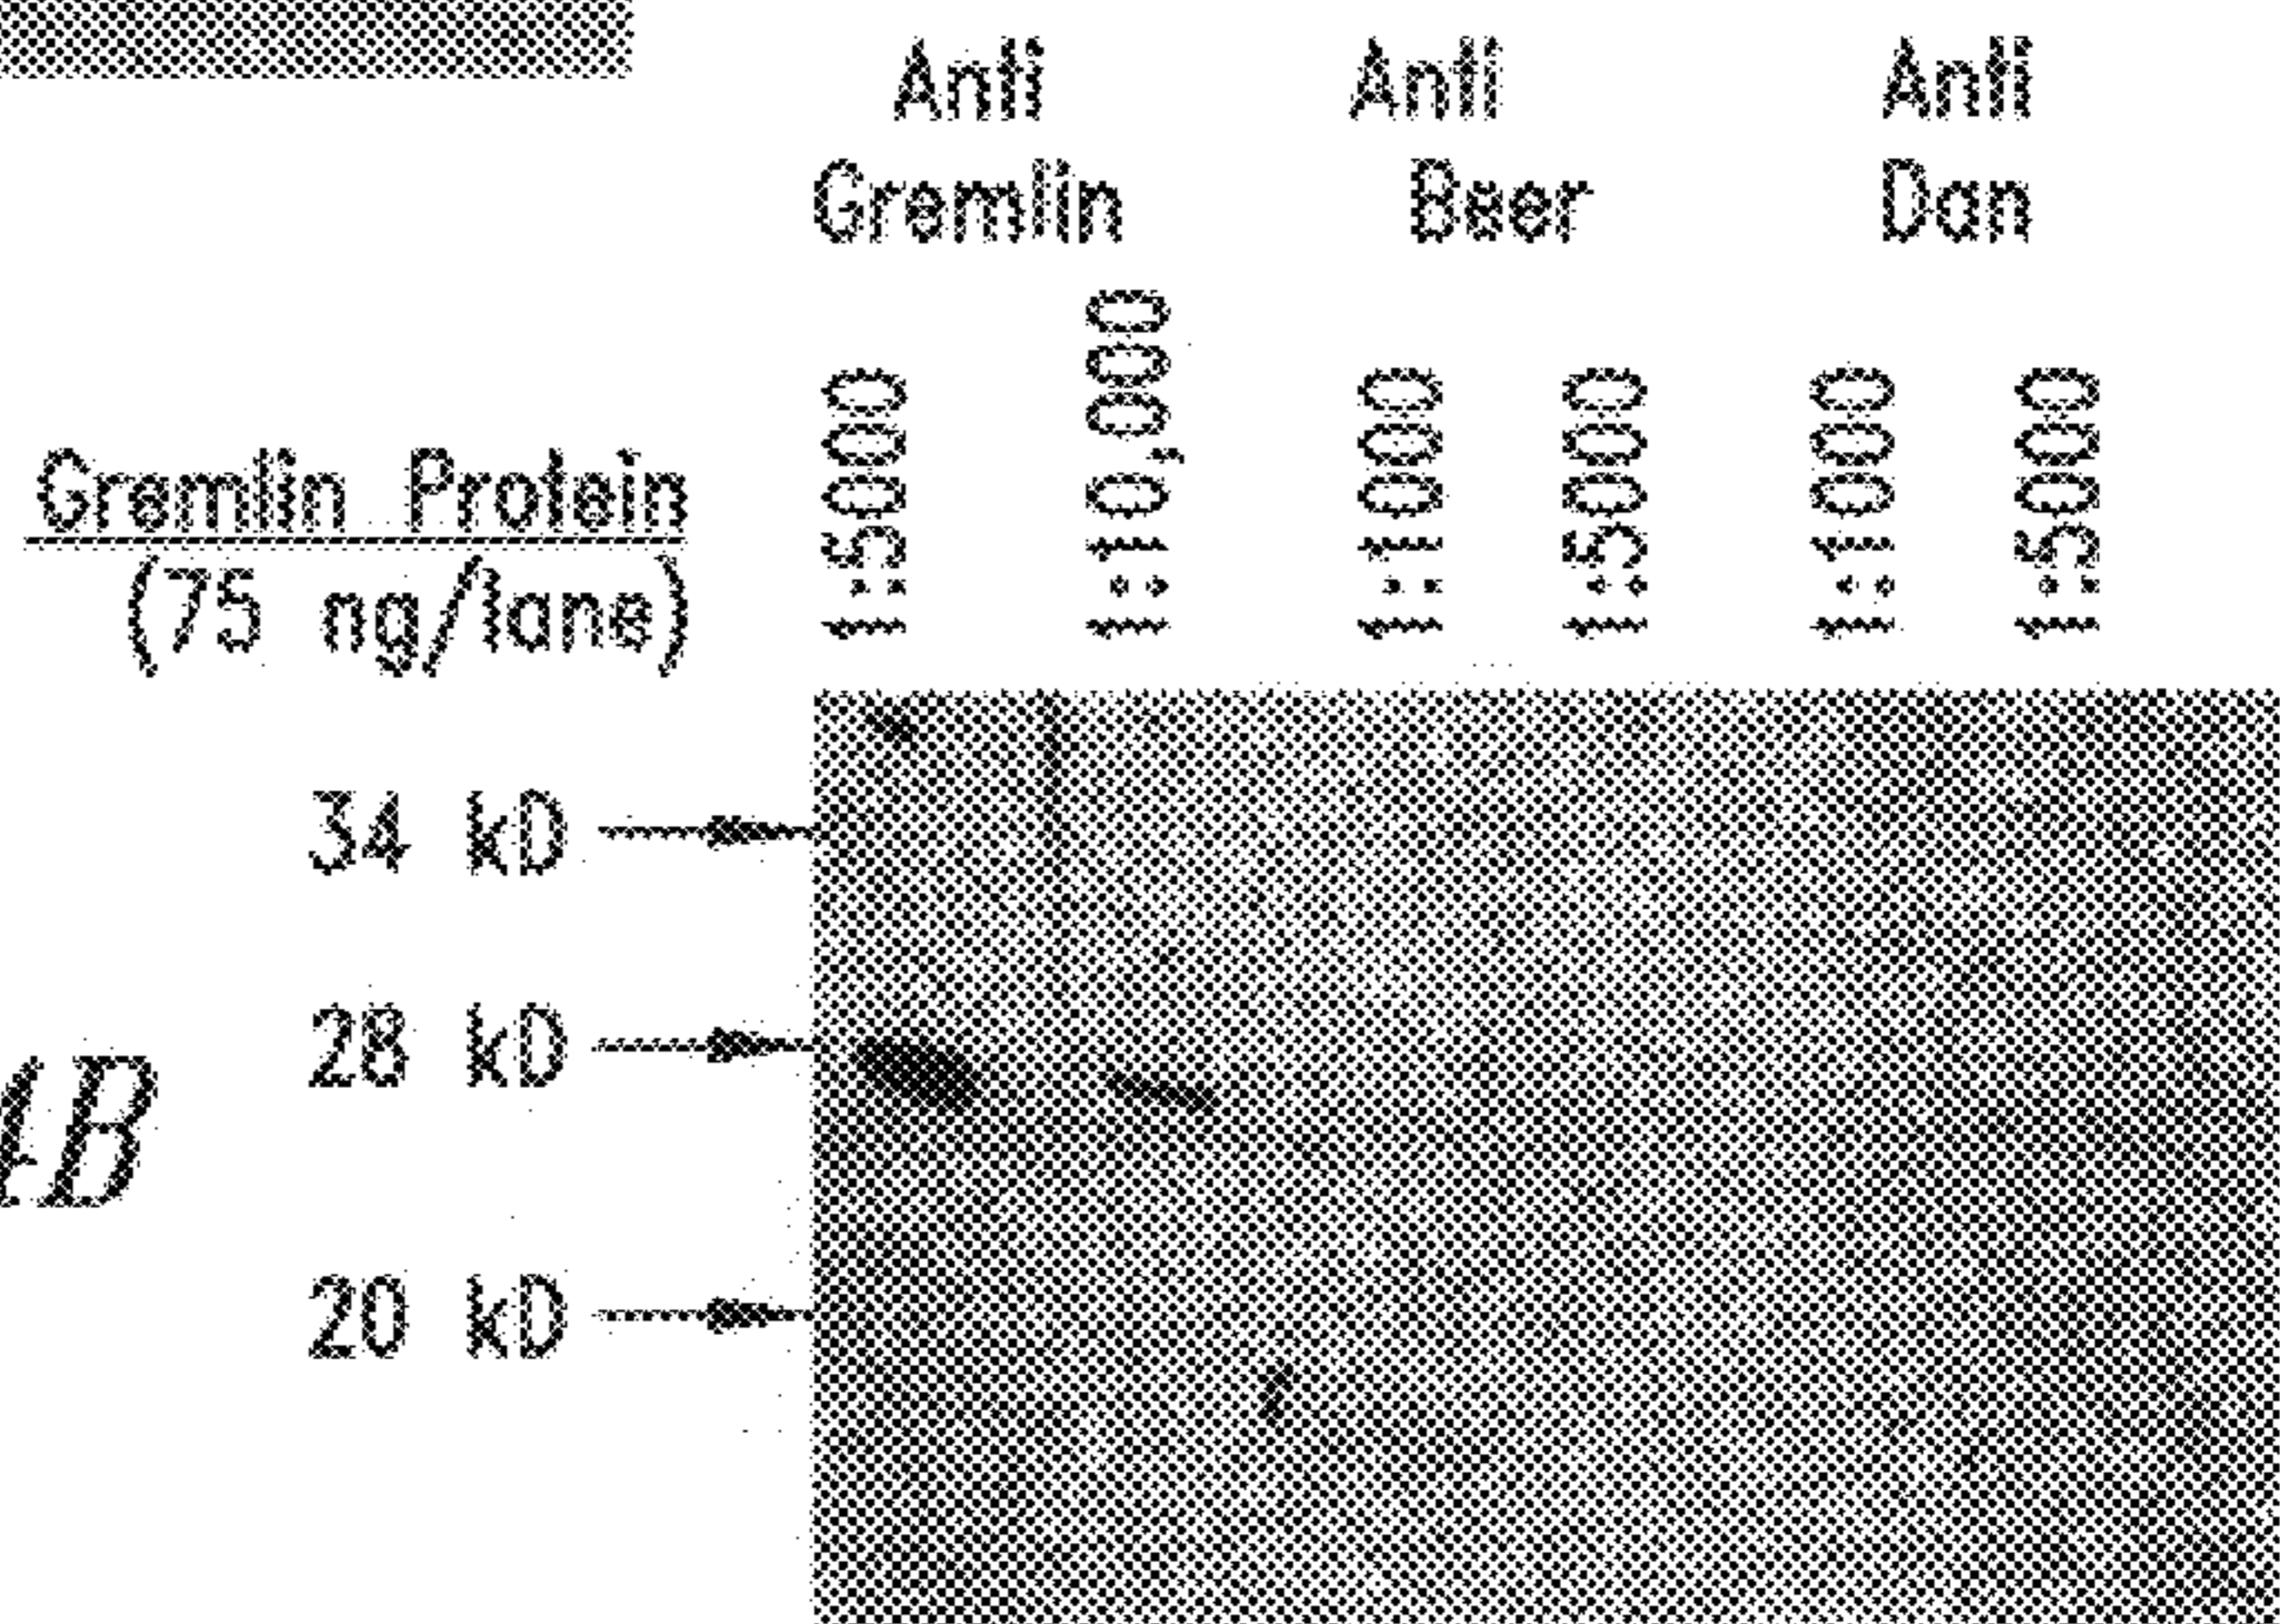 Anti Anti Anti
Gremlin Beer Dan
1:5000 1:10,000 1:1000 1:5000 1:1000 1:5000
Gremlin Protein
(75 ng/lane)
34 kD
28 kD
4B
20 kD